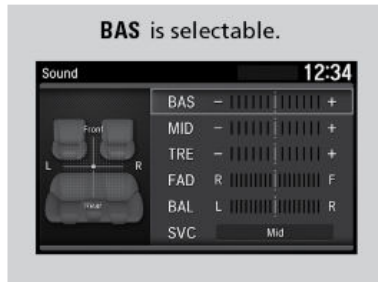 BAS is selectable.
Sound 12:34
BAS - +
MID - +
TRE - +
FAD R F
BAL L R
SVC Mid
Front
L R
Rear